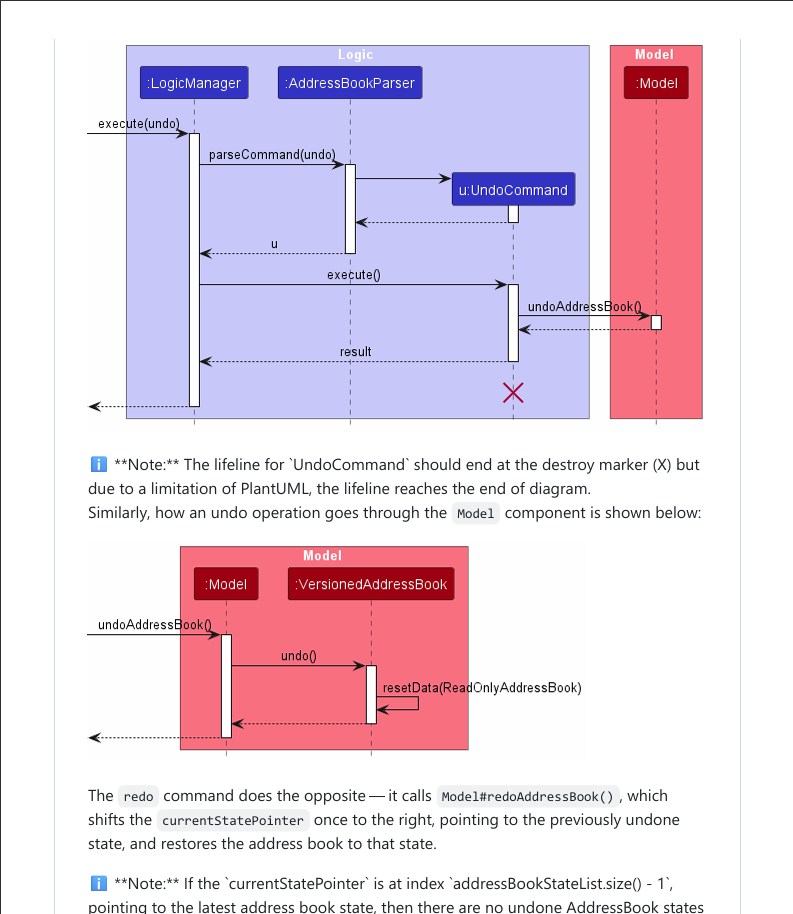 Logic
Model
:LogicManager
:AddressBookParser
:Model
execute(undo)
parseCommand(undo)
u:UndoCommand
u
execute()
undoAddressBook()
result
**Note:** The lifeline for `UndoCommand` should end at the destroy marker (X) but
due to a limitation of PlantUML, the lifeline reaches the end of diagram.
Similarly, how an undo operation goes through the Model component is shown below:
Model
:Model
:VersionedAddressBook
undoAddressBook()
undo()
resetData(ReadOnlyAddressBook)
The redo command does the opposite — it calls Model#redoAddressBook(), which
shifts the currentStatePointer once to the right, pointing to the previously undone
state, and restores the address book to that state.
**Note:** If the `currentStatePointer` is at index `addressBookStateList.size() - 1`,
pointing to the latest address book state, then there are no undone AddressBook states